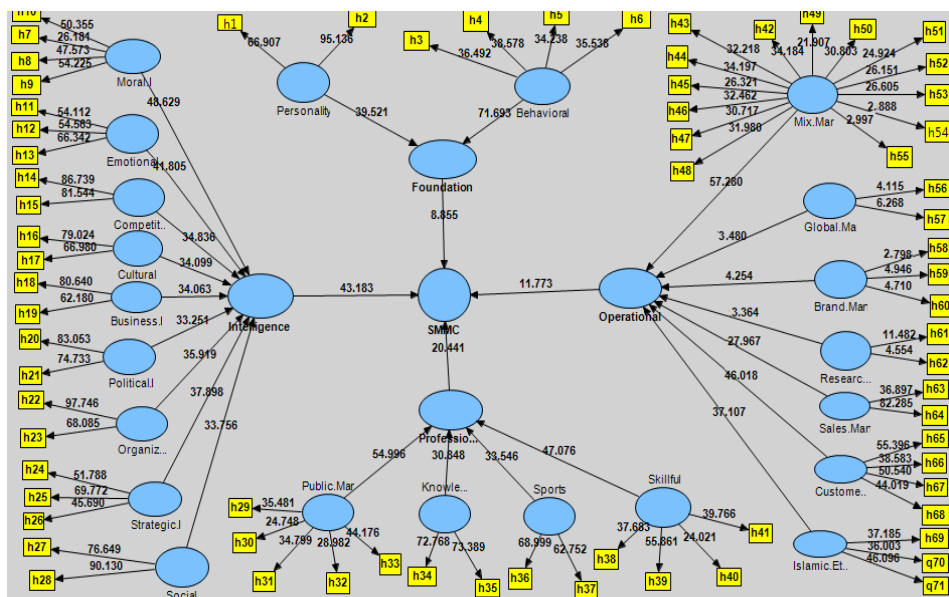 h10
h7
h8
h9
50.355
26.181
47.573
54.225
Moral.I
48.629
h11
h12
h13
54.112
54.583
66.342
Emotional
41.805
h14
h15
86.739
81.544
Competit...
34.836
h16
h17
79.024
66.980
Cultural
34.099
h18
h19
80.640
62.180
Business.I
34.063
h20
h21
83.053
74.733
Political.I
33.251
h22
h23
97.746
68.085
Organiz...
35.919
h24
h25
h26
51.788
69.772
45.690
Strategic.I
37.898
h27
h28
76.649
90.130
Social
33.756
Intelligence
43.183
h1
h2
66.907
95.136
Personality
39.521
h3
h4
h5
h6
36.492
38.578
34.238
35.538
Behavioral
71.693
Foundation
8.855
SMMC
11.773
20.441
Professio...
h29
h30
h31
h32
h33
35.481
24.748
34.799
28.982
44.176
Public.Mar
54.996
h34
h35
72.768
73.389
Knowle...
30.848
h36
h37
68.999
62.752
Sports
33.546
h38
h39
h40
h41
37.683
55.861
24.021
39.766
Skillful
47.076
Operational
h43
h42
h49
h50
h51
h44
h52
h45
h53
h46
h54
h47
h55
h48
32.218
34.184
21.907
30.803
24.924
34.197
26.151
26.321
26.605
32.462
30.717
2.888
31.980
2.997
Mix.Mar
57.280
h56
h57
4.115
6.268
Global.Ma
3.480
h58
h59
h60
2.798
4.946
4.710
Brand.Mar
4.254
h61
h62
11.482
4.554
Researc...
3.364
h63
h64
36.897
82.285
Sales.Mar
27.967
h65
h66
h67
h68
55.396
38.583
50.540
44.019
Custome..
46.018
h69
q70
q71
37.185
36.003
46.096
Islamic.Et..
37.107